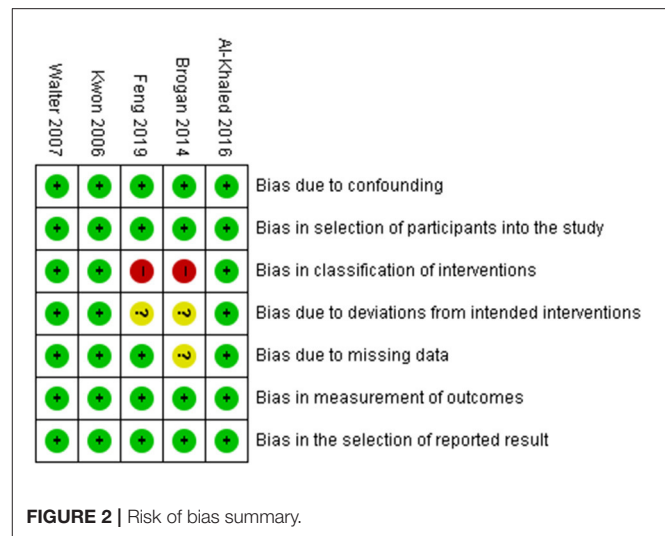 Walter 2007
Kwon 2006
Feng 2019
Brogan 2014
Al-Khaled 2016
+ + + + + Bias due to confounding
+ + + + + Bias in selection of participants into the study
+ + – – + Bias in classification of interventions
+ + ? ? + Bias due to deviations from intended interventions
+ + + ? + Bias due to missing data
+ + + + + Bias in measurement of outcomes
+ + + + + Bias in the selection of reported result
FIGURE 2 | Risk of bias summary.